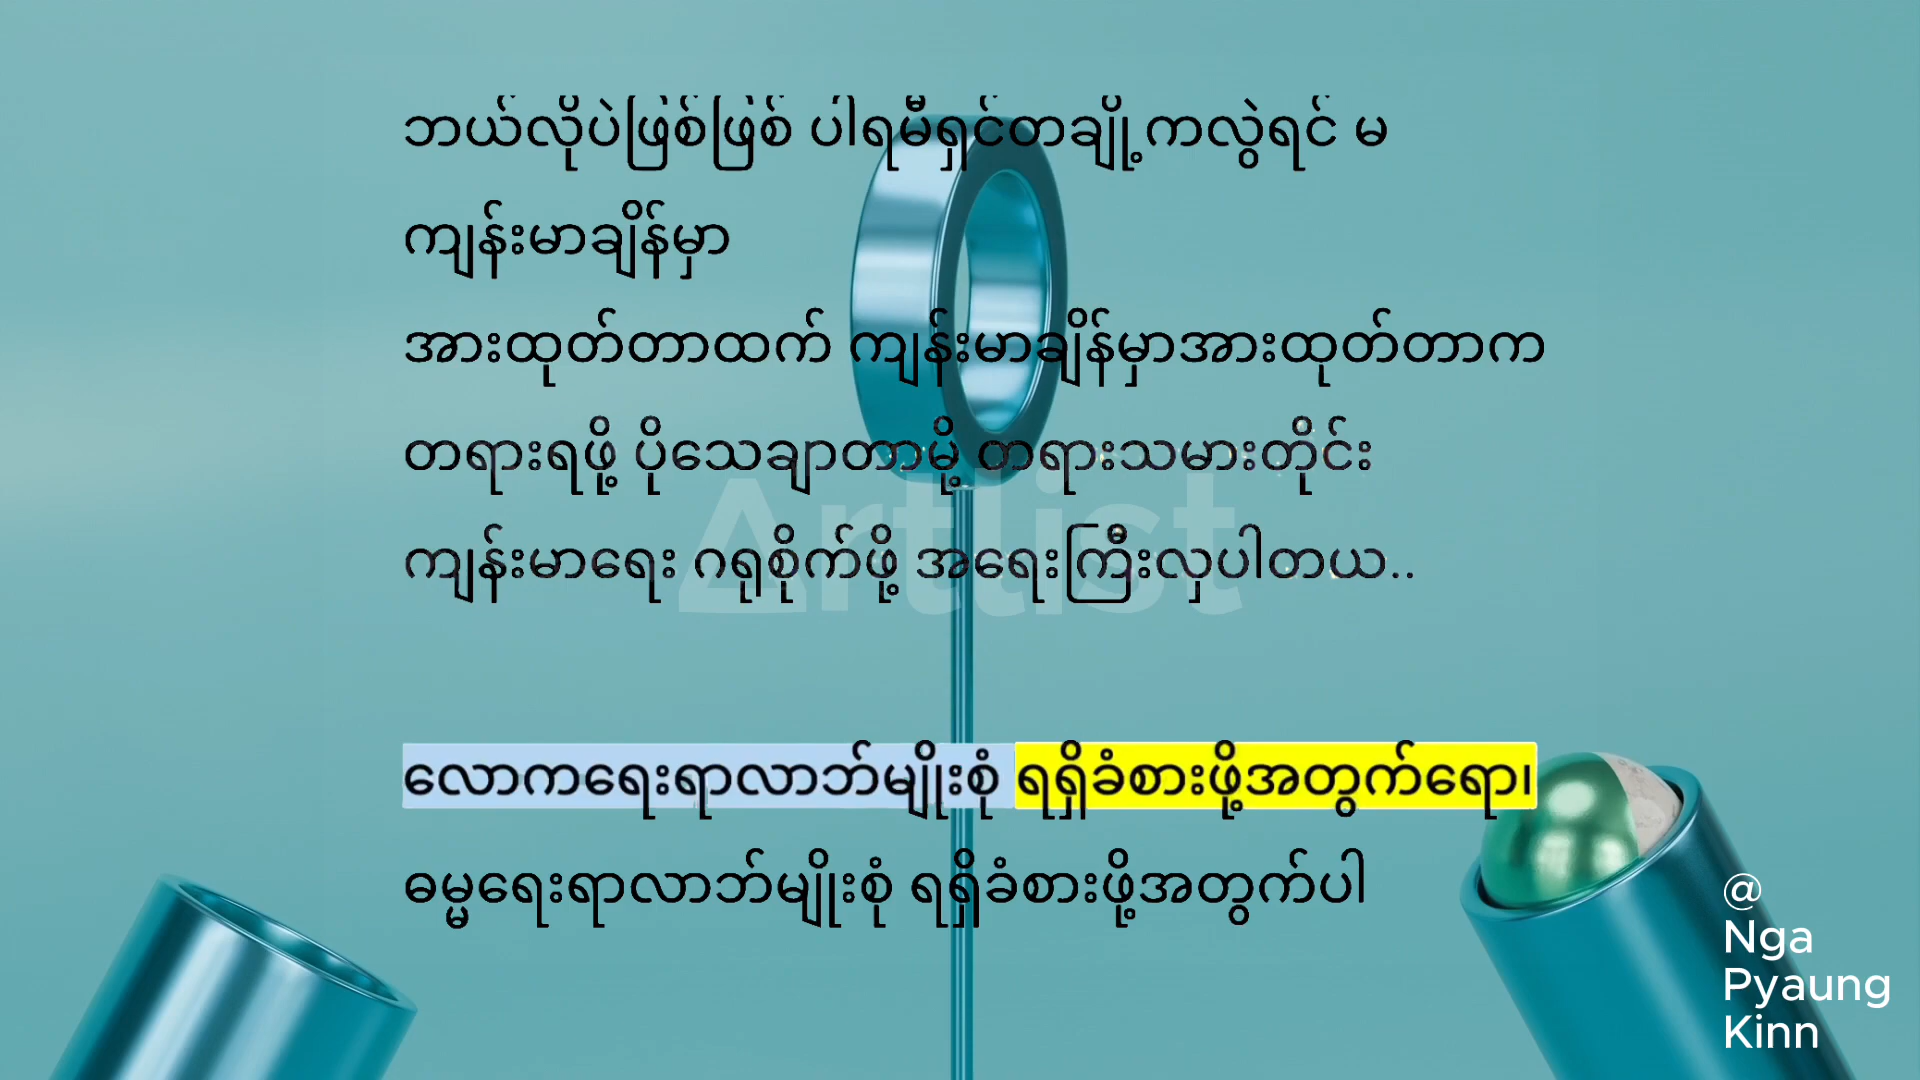 ဘယ်လိုပဲဖြစ်ဖြစ် ပါရမီရှင်တချို့ကလွဲရင် မ
ကျန်းမာချိန်မှာ
အားထုတ်တာထက် ကျန်းမာချိန်မှာအားထုတ်တာက
တရားရဖို့ ပိုသေချာတာမို့ တရားသမားတိုင်း
ကျန်းမာရေး ဂရုစိုက်ဖို့ အရေးကြီးလှပါတယ..
Artlist
လောကရေးရာလာဘ်မျိုးစုံ ရရှိခံစားဖို့အတွက်ရော၊
ဓမ္မရေးရာလာဘ်မျိုးစုံ ရရှိခံစားဖို့အတွက်ပါ
@
Nga
Pyaung
Kinn